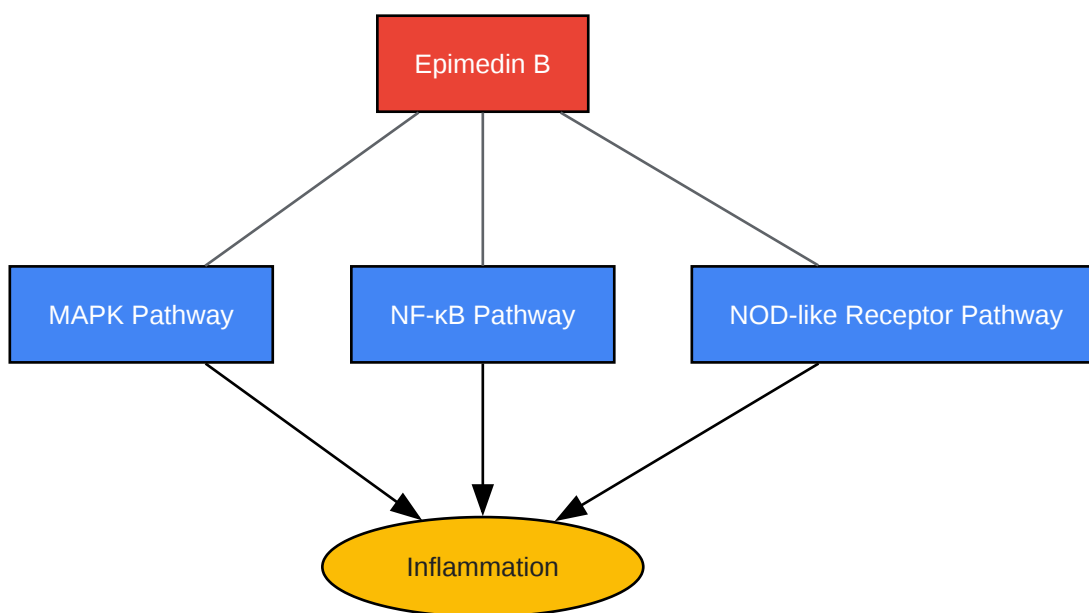 Epimedin B
MAPK Pathway
NF-κB Pathway
NOD-like Receptor Pathway
Inflammation